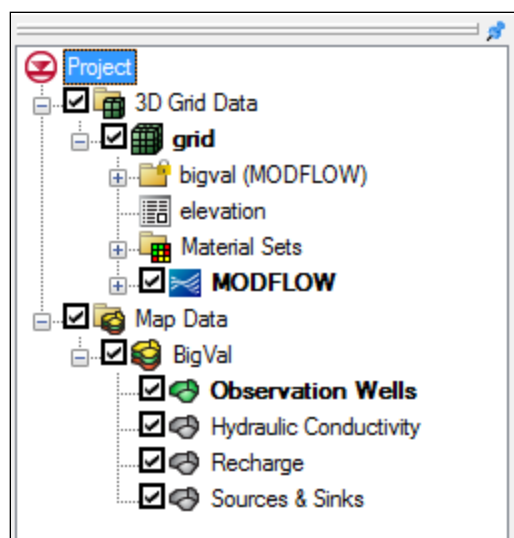 Project
3D Grid Data
grid
bigval (MODFLOW)
elevation
Material Sets
MODFLOW
Map Data
BigVal
Observation Wells
Hydraulic Conductivity
Recharge
Sources & Sinks